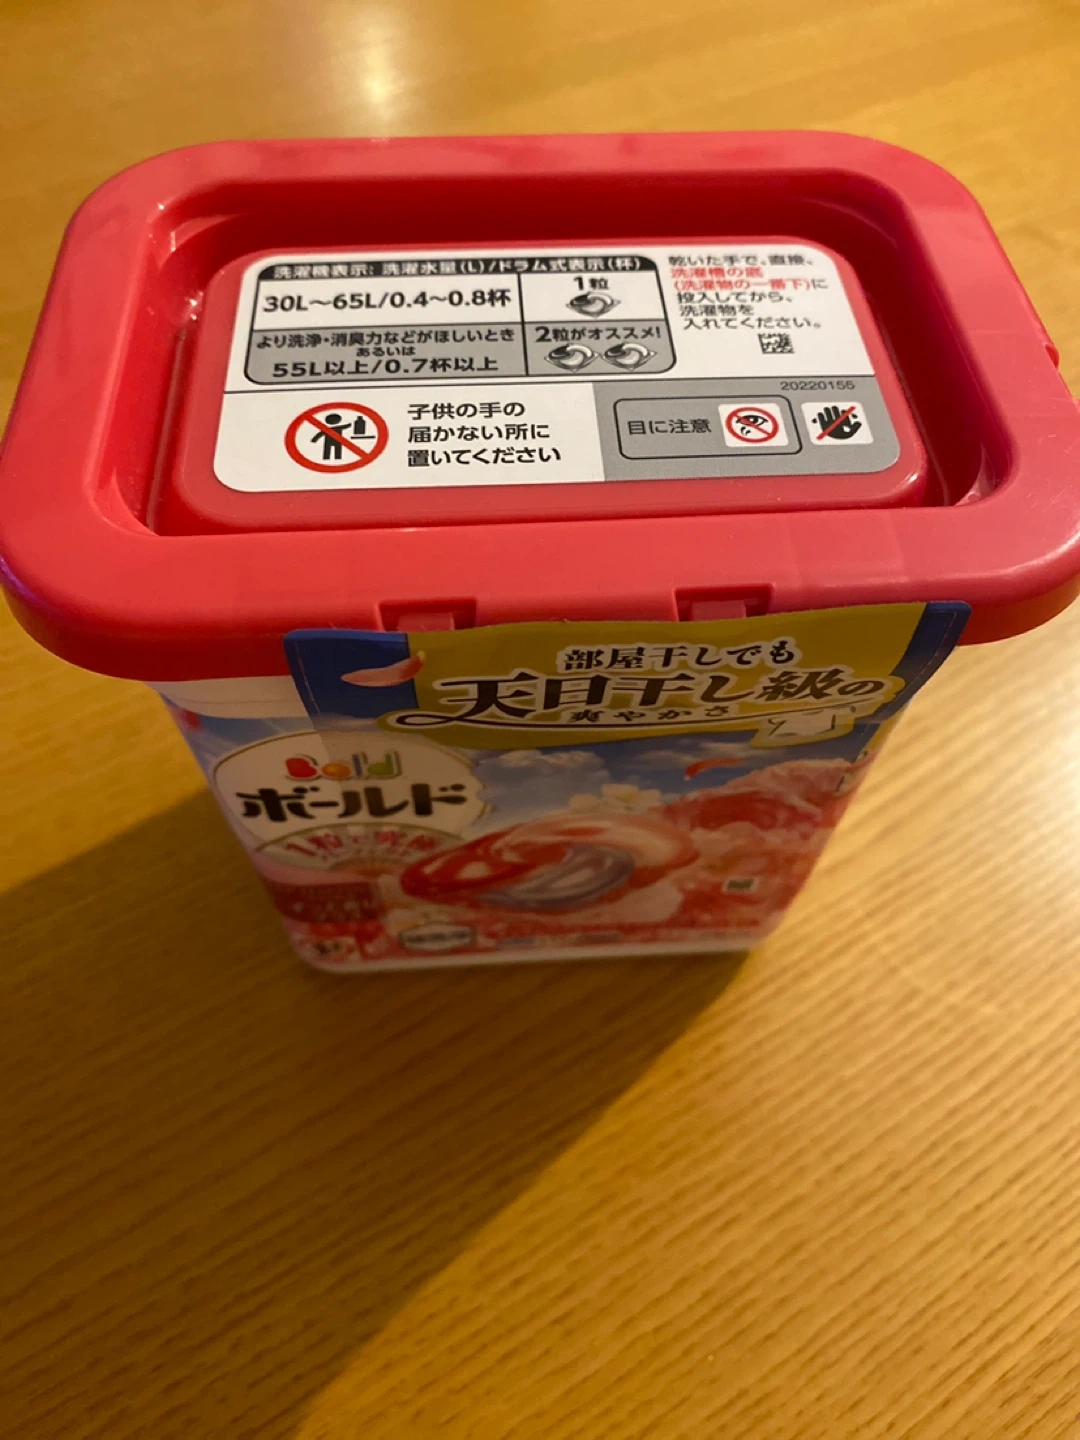 洗濯機表示: 洗濯水量(L)/ドラム式表示(杯)
30L～65L/0.4～0.8杯
1粒
より洗浄・消臭力などがほしいとき
あるいは
55L以上/0.7杯以上
2粒がオススメ!
乾いた手で、直接、
洗濯槽の底
(洗濯物の一番下)に
投入してから、
洗濯物を
入れてください。
20220155
子供の手の
届かない所に
置いてください
目に注意
部屋干しでも
天日干し級の
爽やかさ
Bold
ボールド
1粒で究極